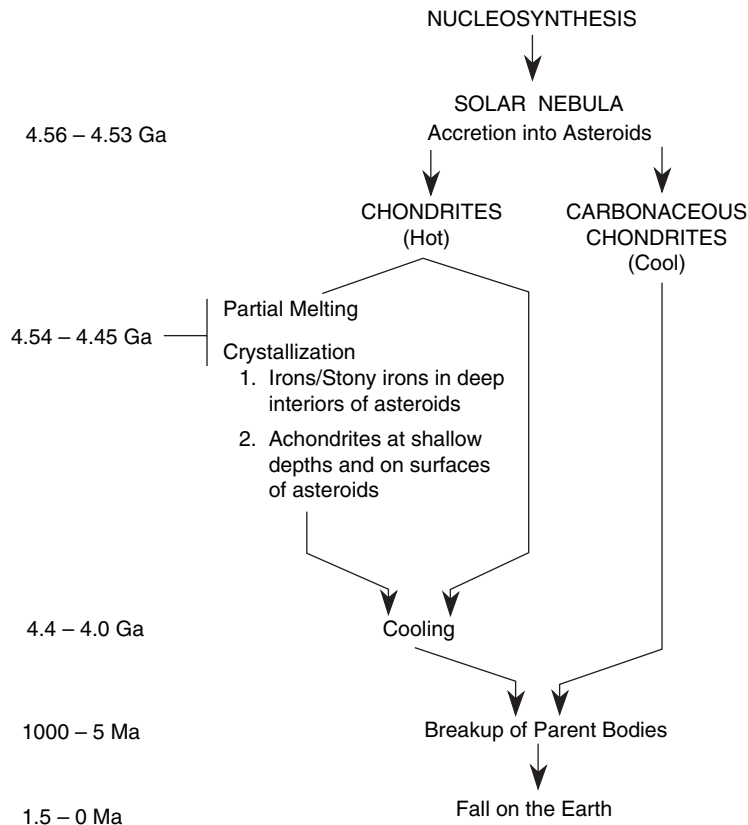 NUCLEOSYNTHESIS
SOLAR NEBULA
4.56 – 4.53 Ga
Accretion into Asteroids
CHONDRITES
(Hot)
CARBONACEOUS
CHONDRITES
(Cool)
Partial Melting
4.54 – 4.45 Ga
Crystallization
1. Irons/Stony irons in deep
interiors of asteroids
2. Achondrites at shallow
depths and on surfaces
of asteroids
4.4 – 4.0 Ga
Cooling
1000 – 5 Ma
Breakup of Parent Bodies
1.5 – 0 Ma
Fall on the Earth